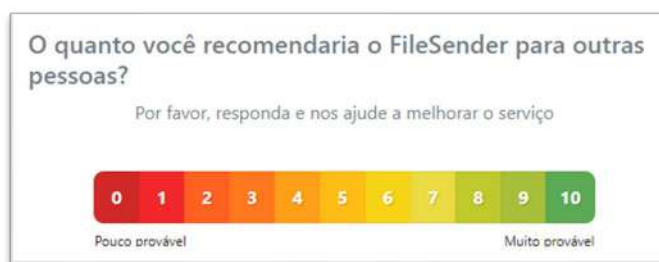 O quanto você recomendaria o FileSender para outras
pessoas?
Por favor, responda e nos ajude a melhorar o serviço
0 1 2 3 4 5 6 7 8 9 10
Pouco provável Muito provável